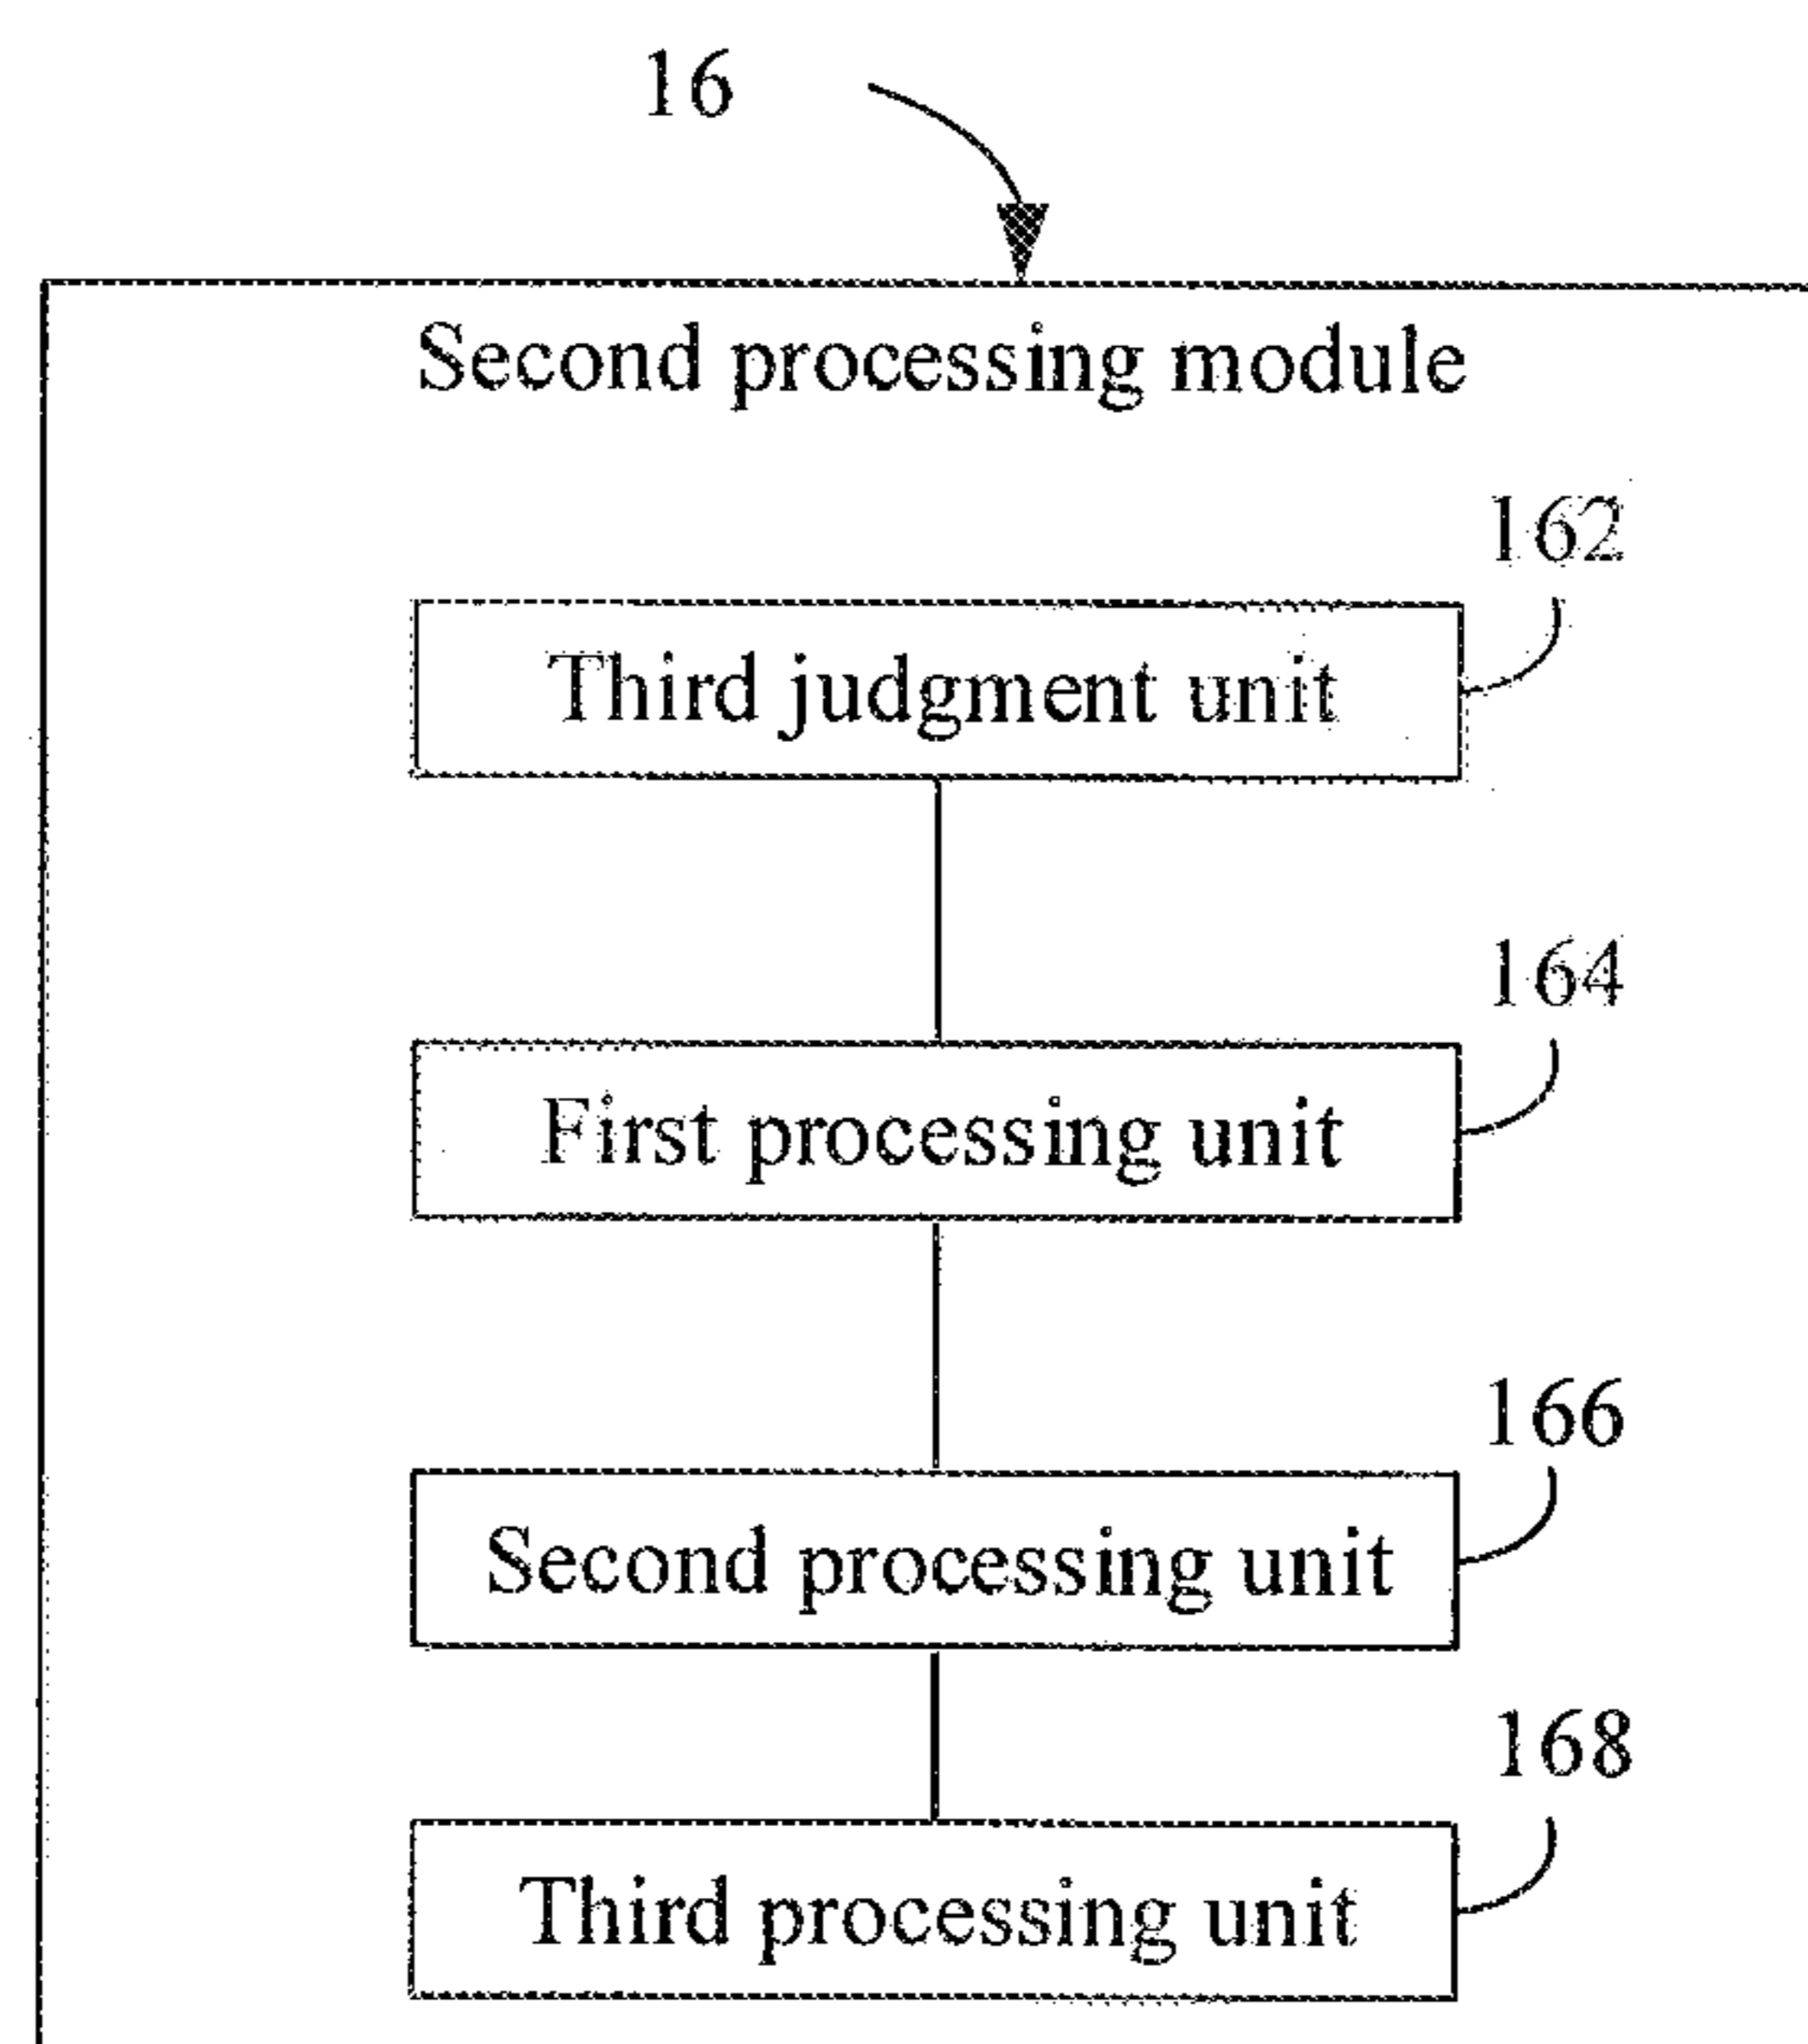 16
Second processing module
162
Third judgment unit
164
First processing unit
166
Second processing unit
168
Third processing unit